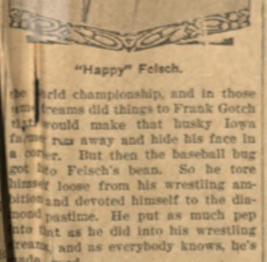 "Happy" Felsch.
the world championship, and in those
dreams did things to Frank Gotch
that would make that husky Iowa
farmer run away and hide his face in
a corner. But then the baseball bug
got into Felsch's bean. So he tore
himself loose from his wrestling am-
bition and devoted himself to the dia-
mond pastime. He put as much pep
into that as he did into his wrestling
dreams, and as everybody knows, he's
made good